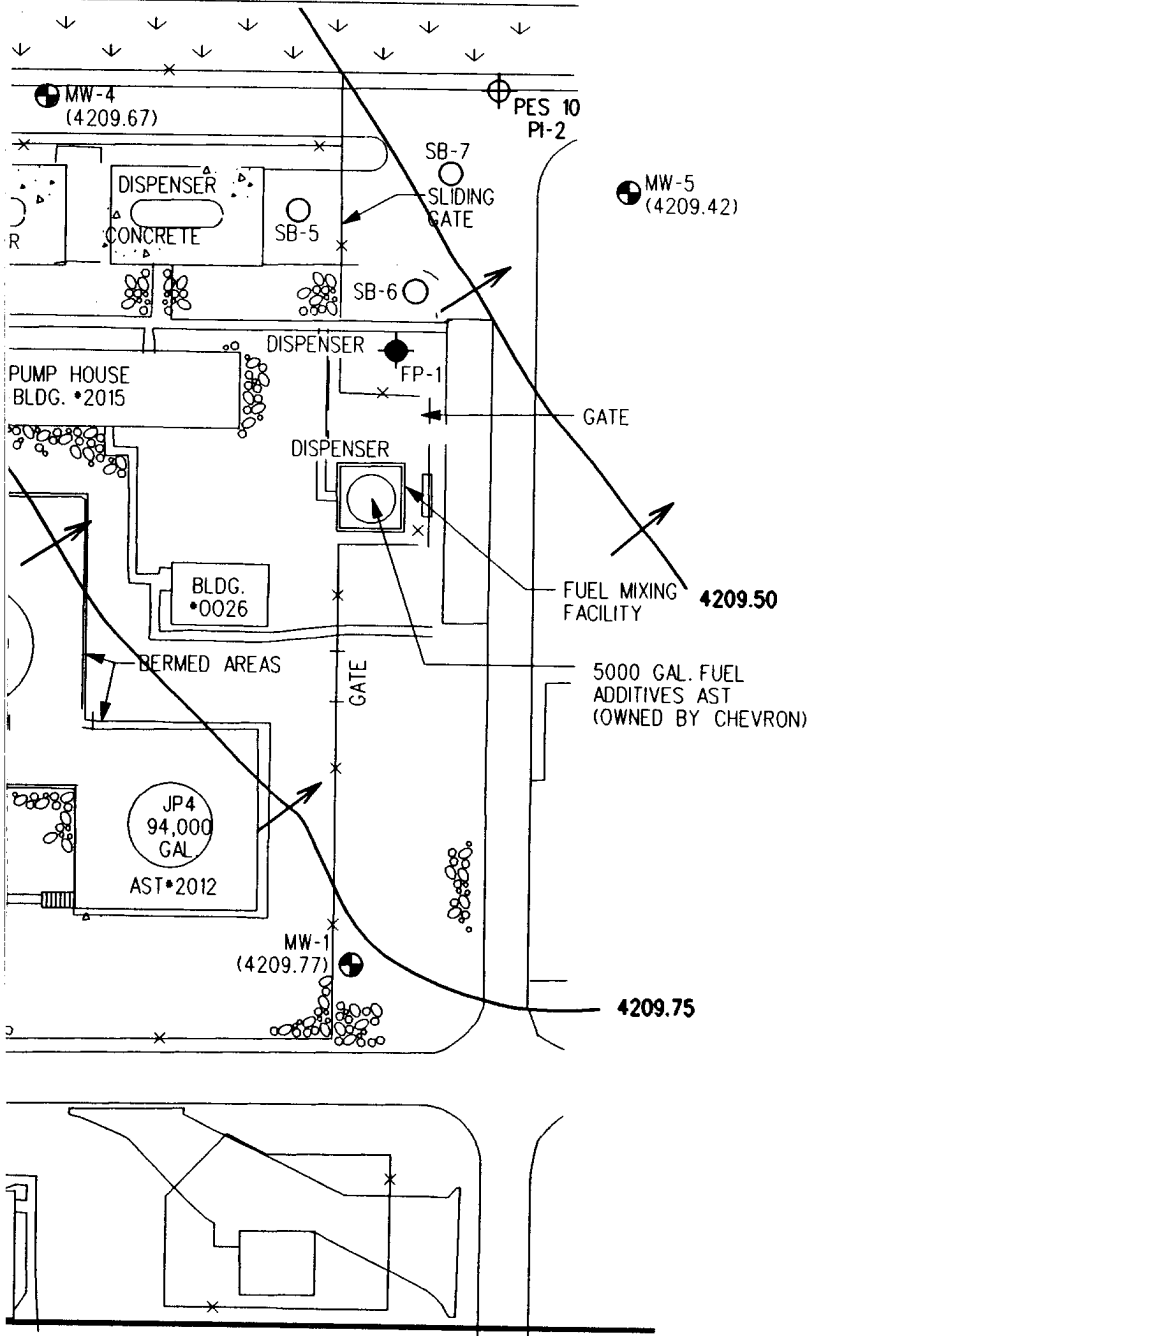 MW-4
(4209.67)
PES 10
PI-2
SB-7
MW-5
(4209.42)
DISPENSER
SLIDING
GATE
R
CONCRETE
SB-5
SB-6
DISPENSER
FP-1
PUMP HOUSE
BLDG. *2015
GATE
DISPENSER
BLDG.
*0026
FUEL MIXING
FACILITY
4209.50
BERMED AREAS
GATE
5000 GAL. FUEL
ADDITIVES AST
(OWNED BY CHEVRON)
JP4
94,000
GAL.
AST*2012
MW-1
(4209.77)
4209.75